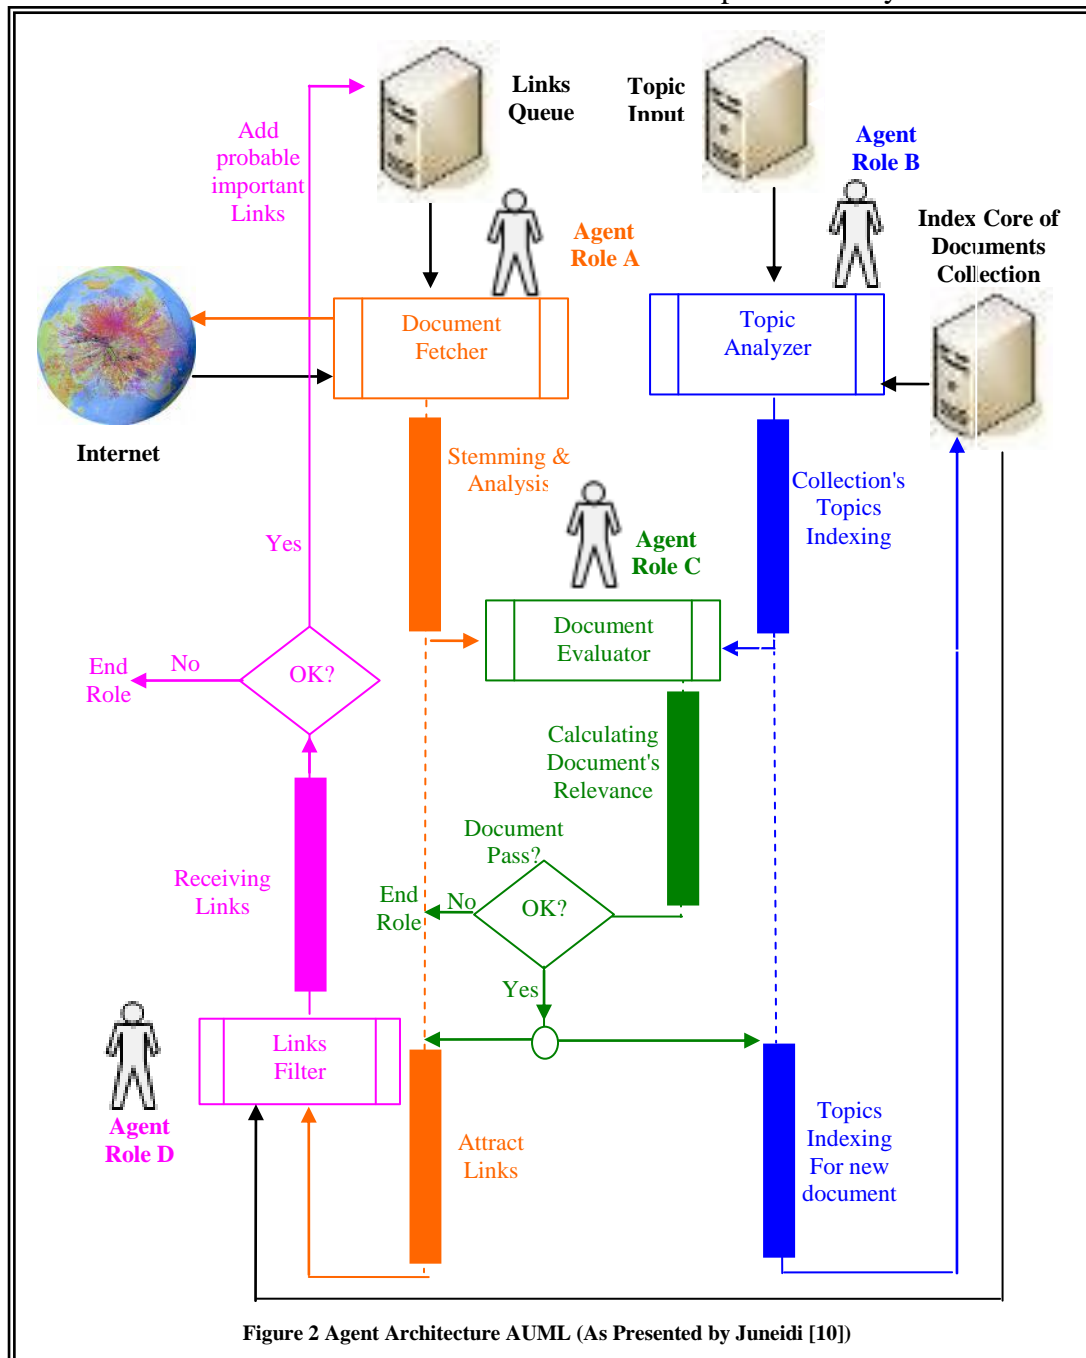 Links
Queue
Topic
Input
Agent
Role B
Add
probable
important
Links
Agent
Role A
Index Core of
Documents
Collection
Document
Fetcher
Topic
Analyzer
Internet
Stemming &
Analysis
Collection's
Topics
Indexing
Yes
Agent
Role C
Document
Evaluator
End
Role
No
OK?
Calculating
Document's
Relevance
Document
Pass?
Receiving
Links
End
Role
No
OK?
Yes
Links
Filter
Agent
Role D
Attract
Links
Topics
Indexing
For new
document
Figure 2 Agent Architecture AUML (As Presented by Juneidi [10])